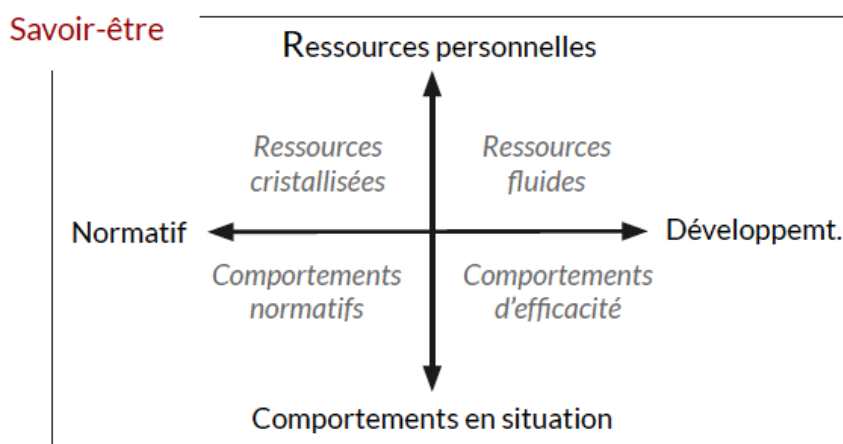 Savoir-être
Ressources personnelles
Ressources
cristallisées
Ressources
fluides
Normatif
Développemt.
Comportements
normatifs
Comportements
d'efficacité
Comportements en situation